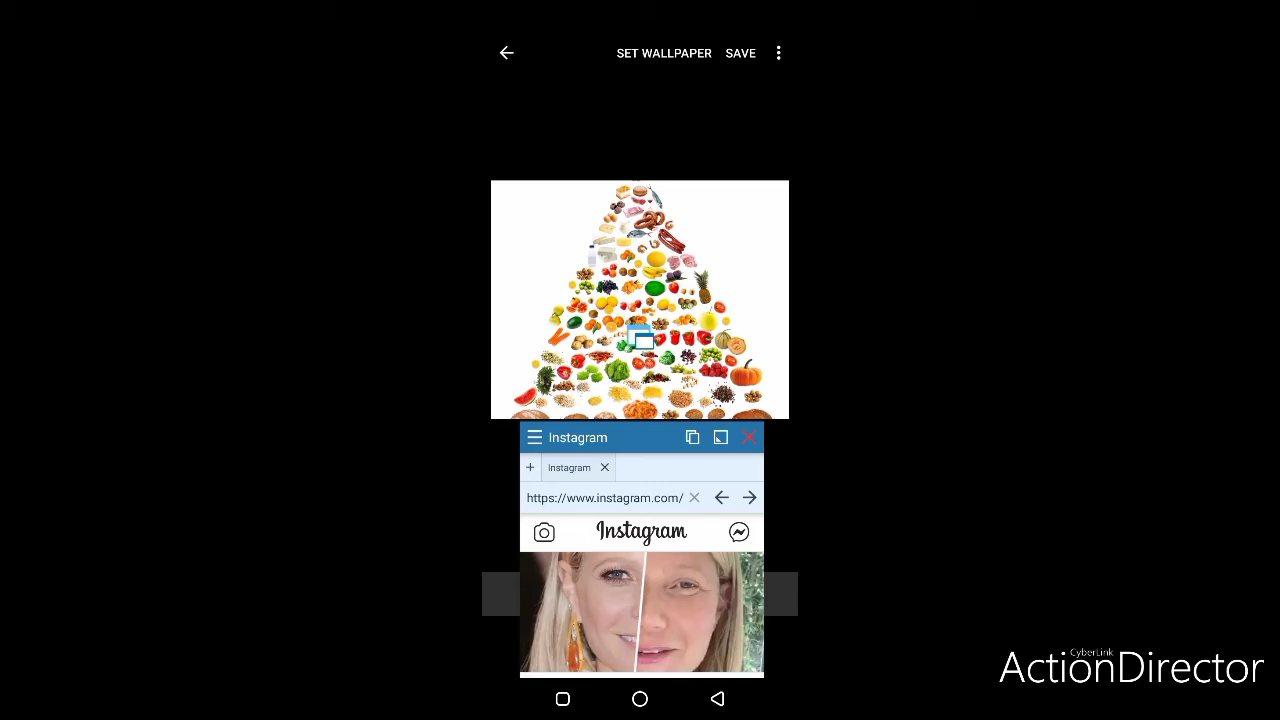 SET WALLPAPER SAVE
Instagram
Instagram
https://www.instagram.com/
Instagram
CyberLink
ActionDirector